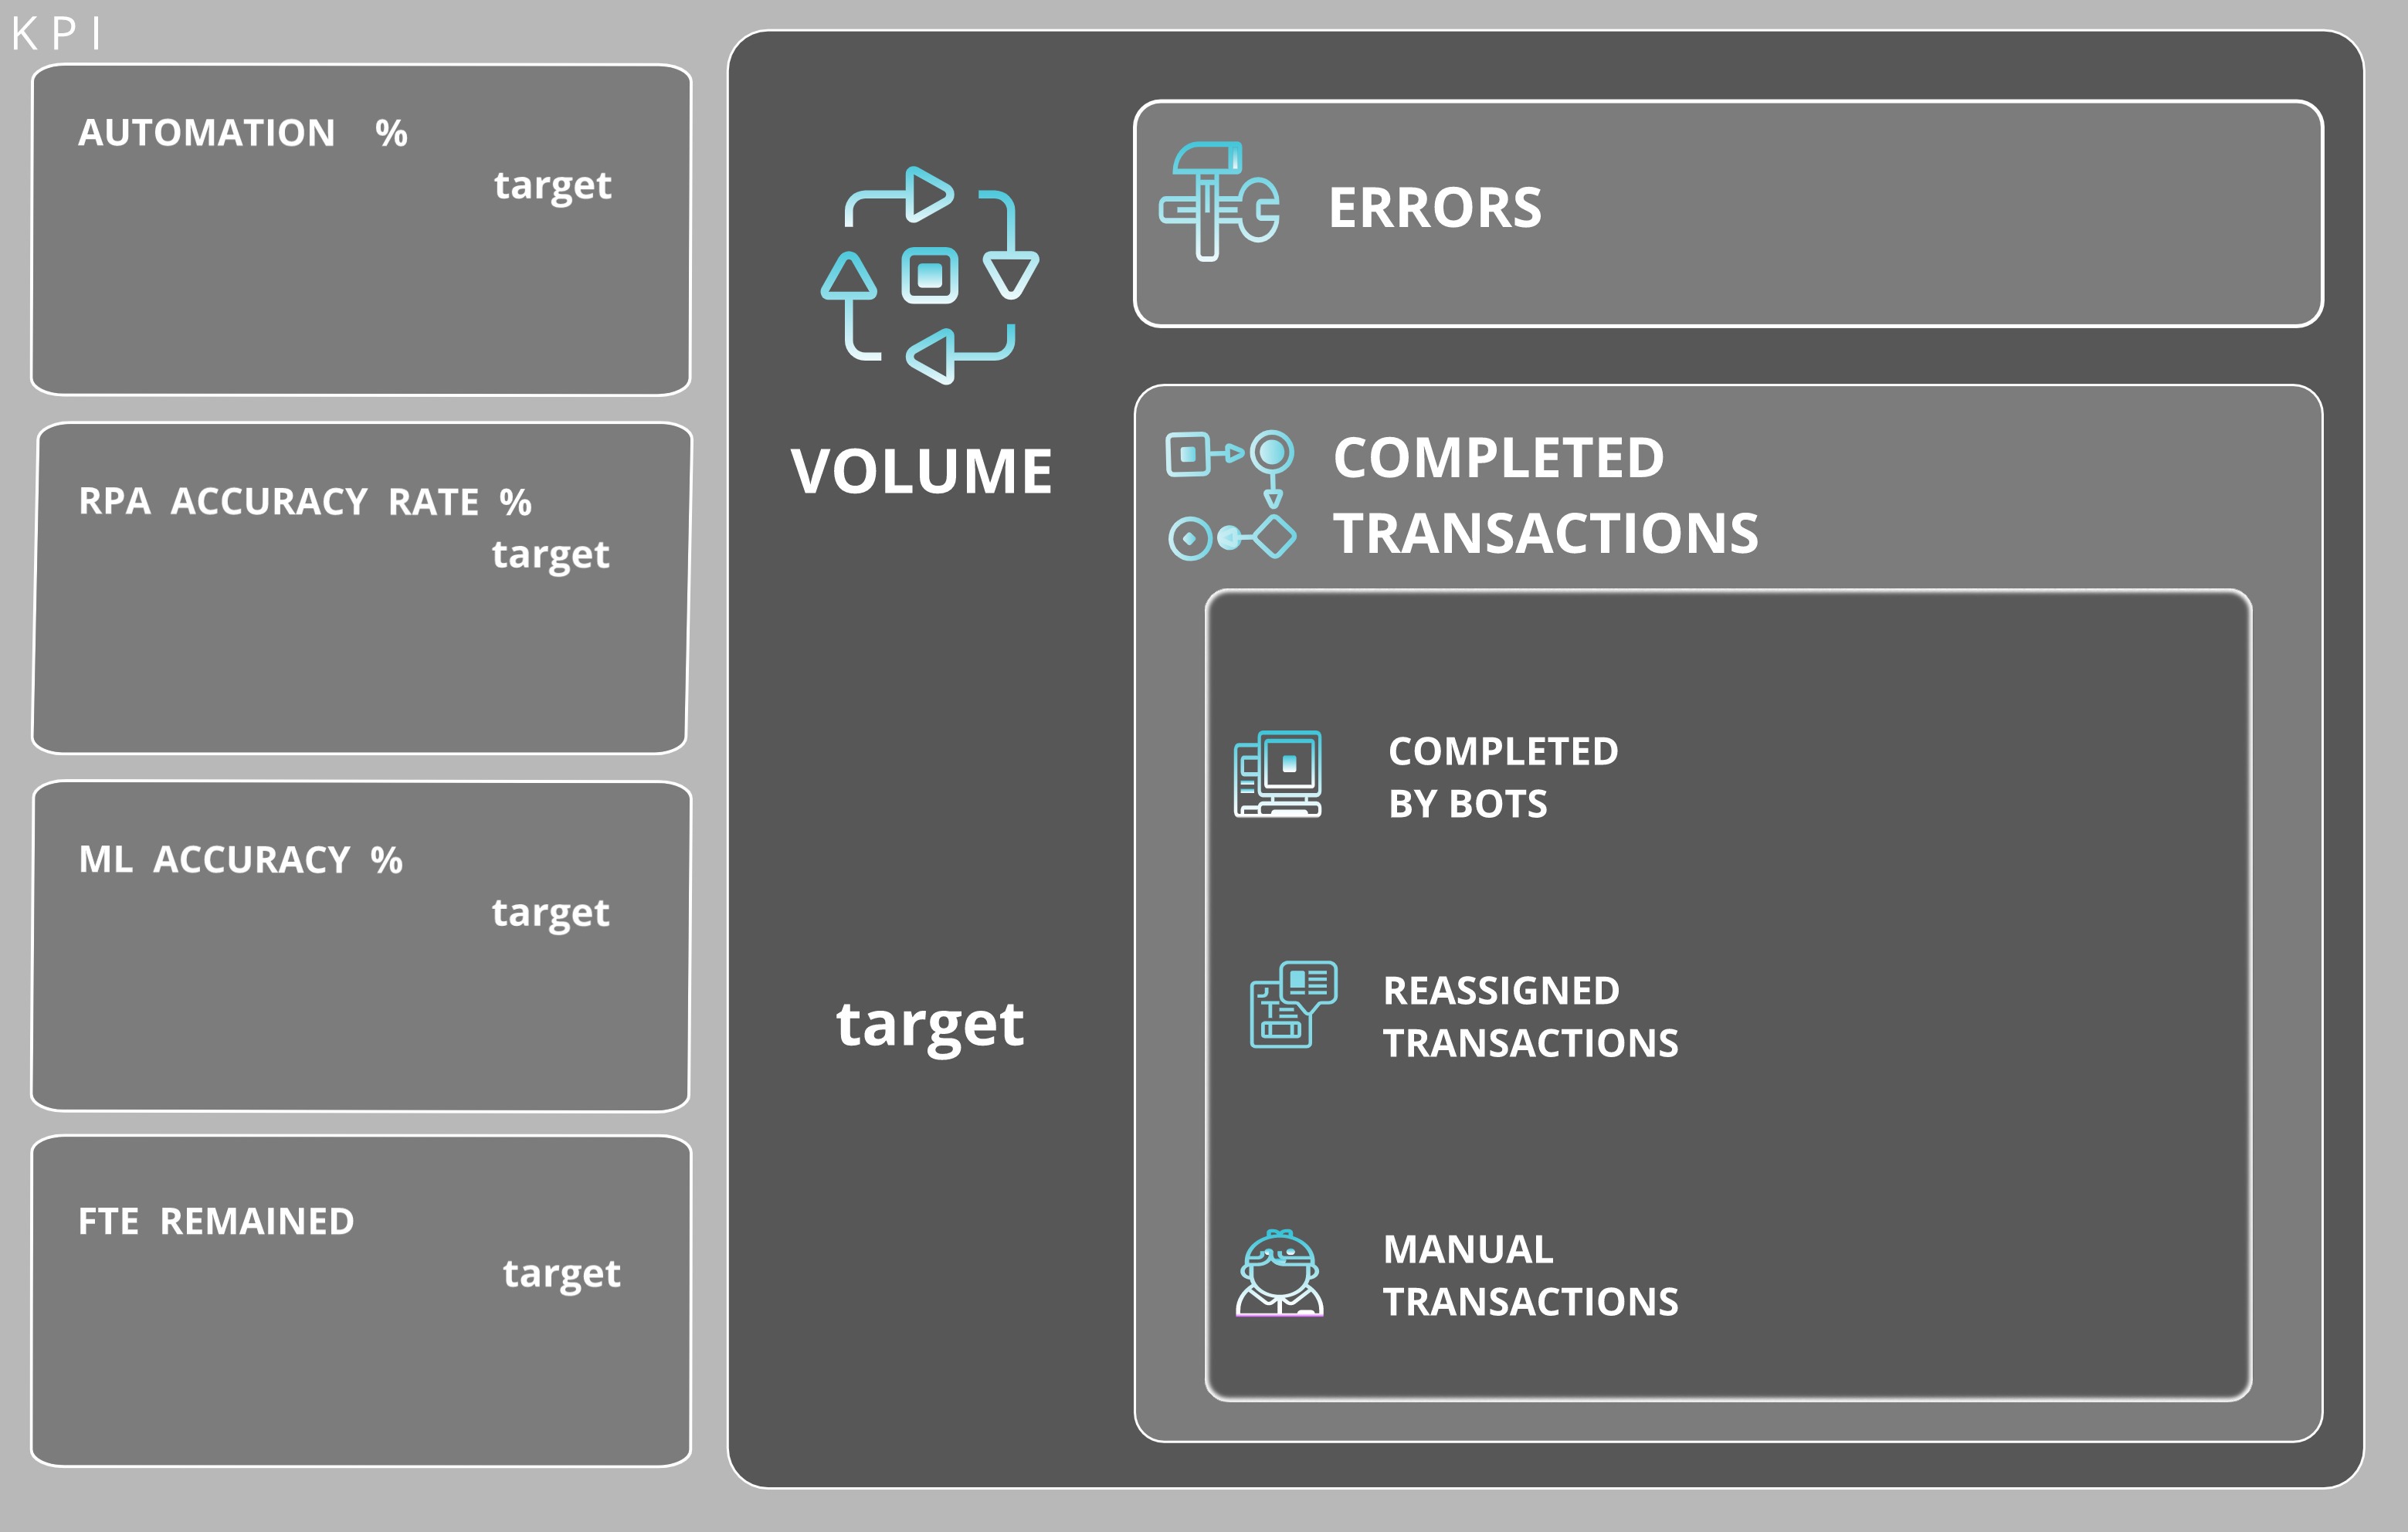 KPI
AUTOMATION %
target
RPA ACCURACY RATE %
target
ML ACCURACY %
target
FTE REMAINED
target
VOLUME
target
ERRORS
COMPLETED
TRANSACTIONS
COMPLETED
BY BOTS
REASSIGNED
TRANSACTIONS
MANUAL
TRANSACTIONS